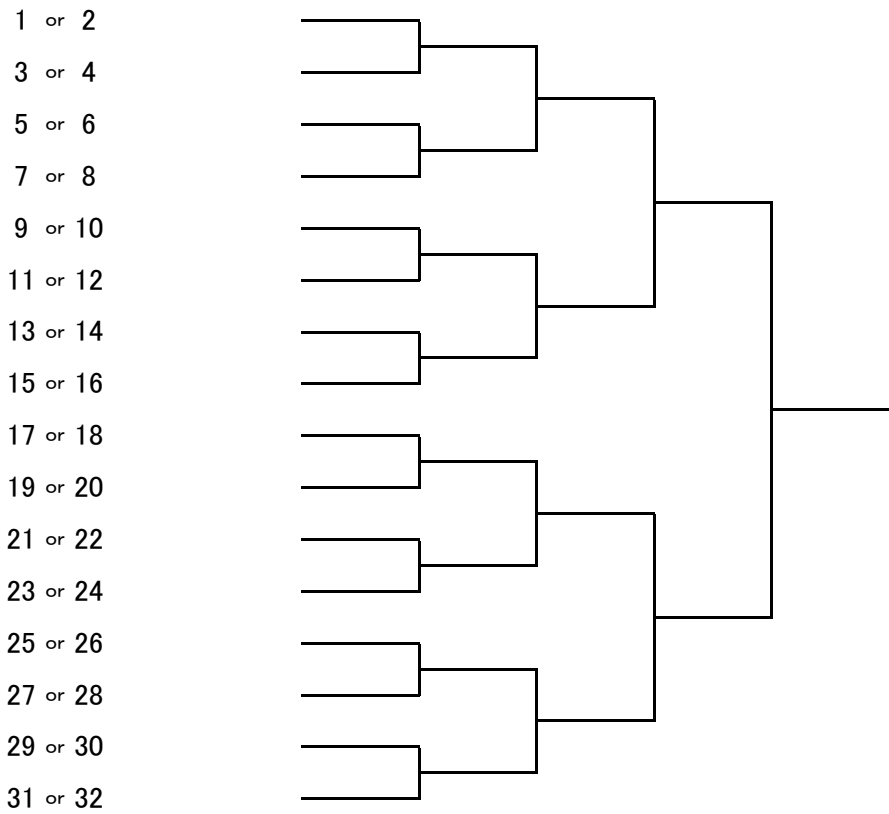 1 or 2
3 or 4
5 or 6
7 or 8
9 or 10
11 or 12
13 or 14
15 or 16
17 or 18
19 or 20
21 or 22
23 or 24
25 or 26
27 or 28
29 or 30
31 or 32